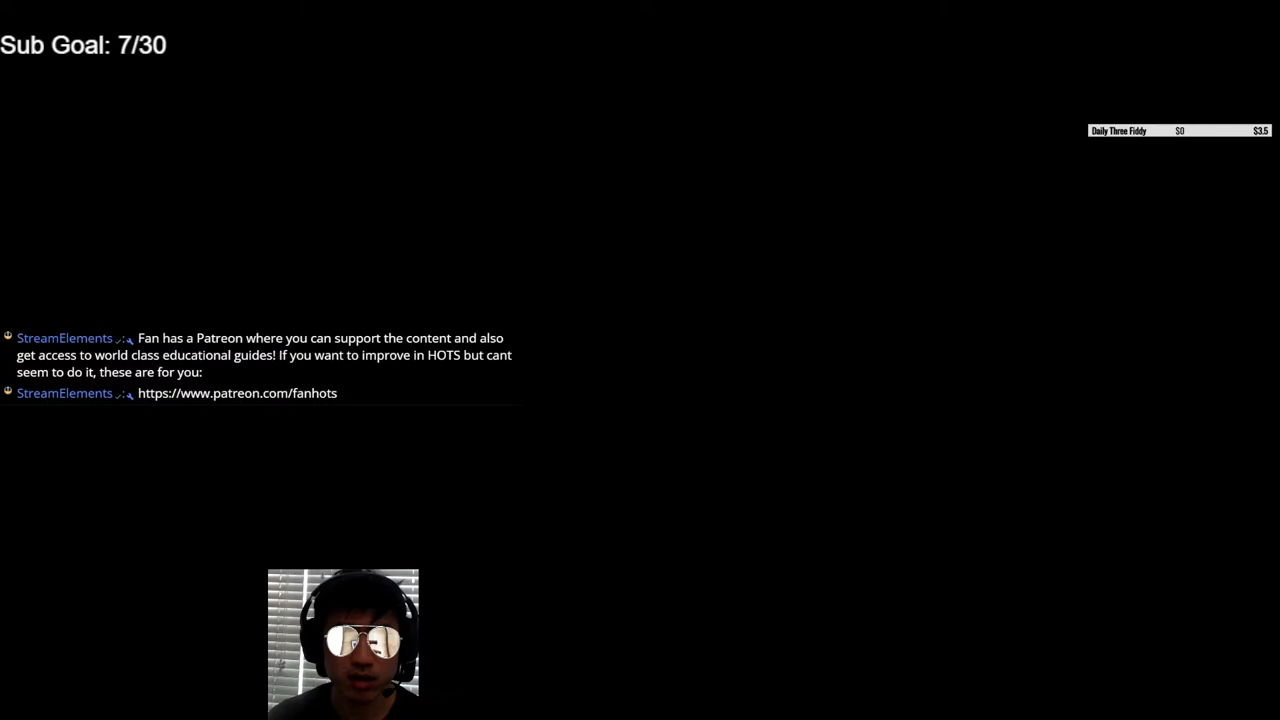 Sub Goal: 7/30
Daily Three Fiddy $0 $3.5
StreamElements : Fan has a Patreon where you can support the content and also
get access to world class educational guides! If you want to improve in HOTS but cant
seem to do it, these are for you:
StreamElements : https://www.patreon.com/fanhots